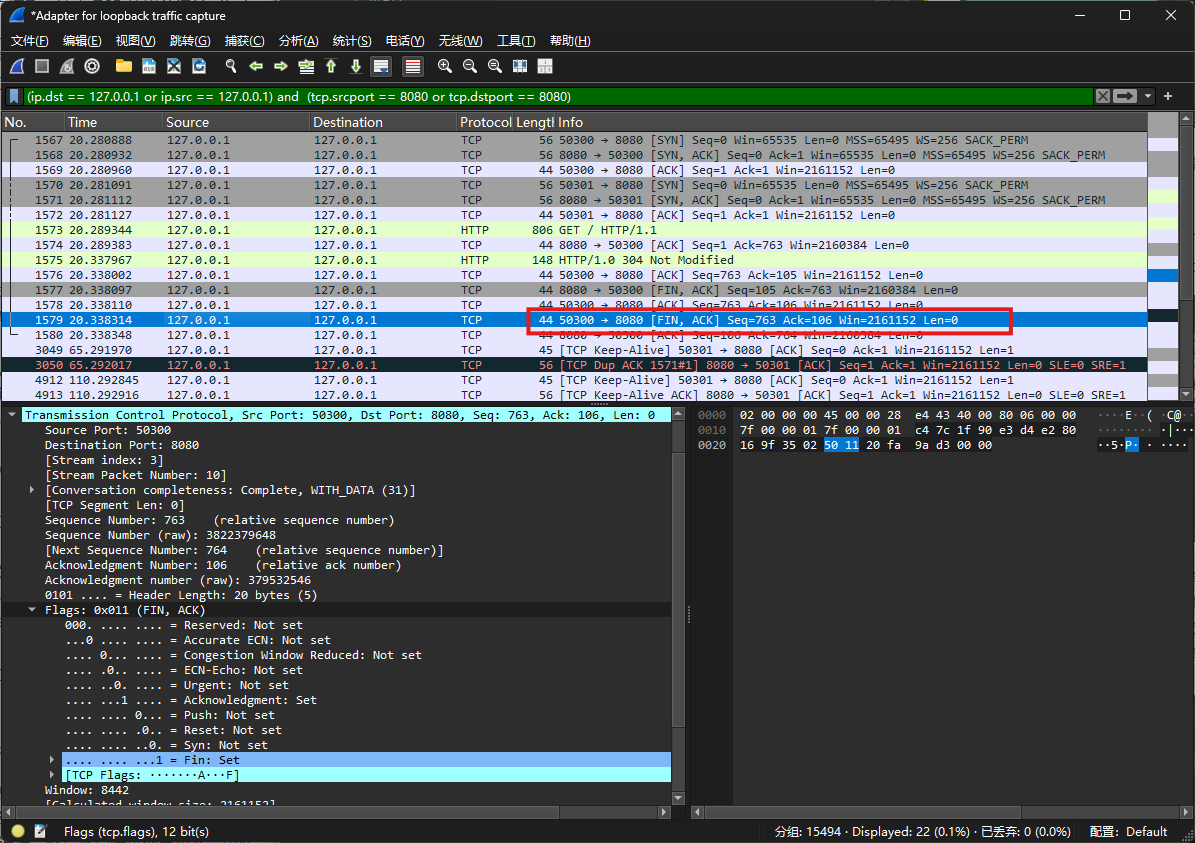 *Adapter for loopback traffic capture
文件(F) 编辑(E) 视图(V) 跳转(G) 捕获(C) 分析(A) 统计(S) 电话(Y) 无线(W) 工具(T) 帮助(H)
(ip.dst == 127.0.0.1 or ip.src == 127.0.0.1) and (tcp.srcport == 8080 or tcp.dstport == 8080)
No. Time Source Destination Protocol Lengtl Info
1567 20.280888 127.0.0.1 127.0.0.1 TCP 56 50300 → 8080 [SYN] Seq=0 Win=65535 Len=0 MSS=65495 WS=256 SACK_PERM
1568 20.280932 127.0.0.1 127.0.0.1 TCP 56 8080 → 50300 [SYN, ACK] Seq=0 Ack=1 Win=65535 Len=0 MSS=65495 WS=256 SACK_PERM
1569 20.280960 127.0.0.1 127.0.0.1 TCP 44 50300 → 8080 [ACK] Seq=1 Ack=1 Win=2161152 Len=0
1570 20.281091 127.0.0.1 127.0.0.1 TCP 56 50301 → 8080 [SYN] Seq=0 Win=65535 Len=0 MSS=65495 WS=256 SACK_PERM
1571 20.281112 127.0.0.1 127.0.0.1 TCP 56 8080 → 50301 [SYN, ACK] Seq=0 Ack=1 Win=65535 Len=0 MSS=65495 WS=256 SACK_PERM
1572 20.281127 127.0.0.1 127.0.0.1 TCP 44 50301 → 8080 [ACK] Seq=1 Ack=1 Win=2161152 Len=0
1573 20.289344 127.0.0.1 127.0.0.1 HTTP 806 GET / HTTP/1.1
1574 20.289383 127.0.0.1 127.0.0.1 TCP 44 8080 → 50300 [ACK] Seq=1 Ack=763 Win=2160384 Len=0
1575 20.337967 127.0.0.1 127.0.0.1 HTTP 148 HTTP/1.0 304 Not Modified
1576 20.338002 127.0.0.1 127.0.0.1 TCP 44 50300 → 8080 [ACK] Seq=763 Ack=105 Win=2161152 Len=0
1577 20.338097 127.0.0.1 127.0.0.1 TCP 44 8080 → 50300 [FIN, ACK] Seq=105 Ack=763 Win=2160384 Len=0
1578 20.338110 127.0.0.1 127.0.0.1 TCP 44 50300 → 8080 [ACK] Seq=763 Ack=106 Win=2161152 Len=0
1579 20.338314 127.0.0.1 127.0.0.1 TCP 44 50300 → 8080 [FIN, ACK] Seq=763 Ack=106 Win=2161152 Len=0
1580 20.338348 127.0.0.1 127.0.0.1 TCP 44 8080 → 50300 [ACK] Seq=106 Ack=764 Win=2160384 Len=0
3049 65.291970 127.0.0.1 127.0.0.1 TCP 45 [TCP Keep-Alive] 50301 → 8080 [ACK] Seq=0 Ack=1 Win=2161152 Len=1
3050 65.292017 127.0.0.1 127.0.0.1 TCP 56 [TCP Dup ACK 1571#1] 8080 → 50301 [ACK] Seq=1 Ack=1 Win=2161152 Len=0 SLE=0 SRE=1
4912 110.292845 127.0.0.1 127.0.0.1 TCP 45 [TCP Keep-Alive] 50301 → 8080 [ACK] Seq=0 Ack=1 Win=2161152 Len=1
4913 110.292916 127.0.0.1 127.0.0.1 TCP 56 [TCP Keep-Alive ACK] 8080 → 50301 [ACK] Seq=1 Ack=1 Win=2161152 Len=0 SLE=0 SRE=1
Transmission Control Protocol, Src Port: 50300, Dst Port: 8080, Seq: 763, Ack: 106, Len: 0
Source Port: 50300
Destination Port: 8080
[Stream index: 3]
[Stream Packet Number: 10]
[Conversation completeness: Complete, WITH_DATA (31)]
[TCP Segment Len: 0]
Sequence Number: 763 (relative sequence number)
Sequence Number (raw): 3822379648
[Next Sequence Number: 764 (relative sequence number)]
Acknowledgment Number: 106 (relative ack number)
Acknowledgment number (raw): 379532546
0101 .... = Header Length: 20 bytes (5)
Flags: 0x011 (FIN, ACK)
000. .... .... = Reserved: Not set
...0 .... .... = Accurate ECN: Not set
.... 0... .... = Congestion Window Reduced: Not set
.... .0.. .... = ECN-Echo: Not set
.... ..0. .... = Urgent: Not set
.... ...1 .... = Acknowledgment: Set
.... .... 0... = Push: Not set
.... .... .0.. = Reset: Not set
.... .... ..0. = Syn: Not set
.... .... ...1 = Fin: Set
[TCP Flags: ·······A···F]
Window: 8442
[Calculated window size: 2161152]
0000 02 00 00 00 45 00 00 28 e4 43 40 00 80 06 00 00 ····E··( ·C@·
0010 7f 00 00 01 7f 00 00 01 c4 7c 1f 90 e3 d4 e2 80 ········ ·|···
0020 16 9f 35 02 50 11 20 fa 9a d3 00 00 ··5·P· · ····
Flags (tcp.flags), 12 bit(s)
分组: 15494 · Displayed: 22 (0.1%) · 已丢弃: 0 (0.0%)
配置: Default